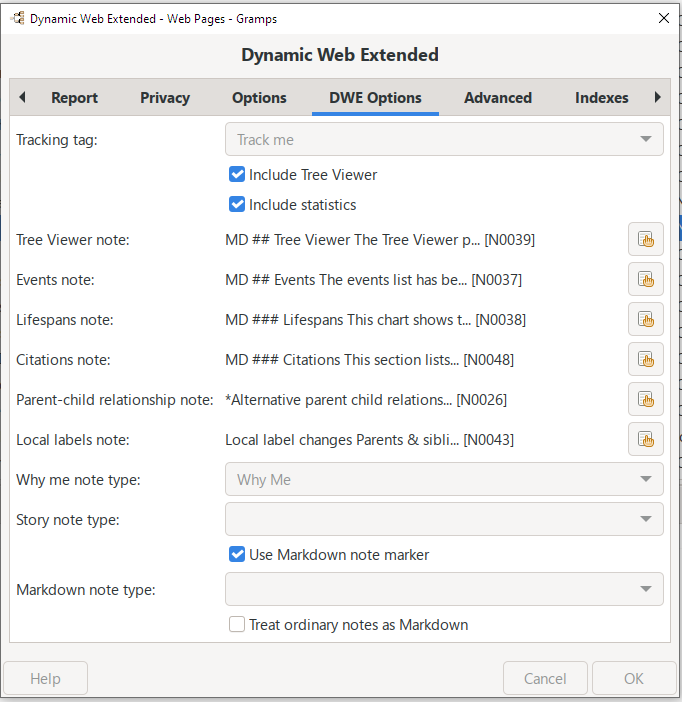 Dynamic Web Extended - Web Pages - Gramps
Dynamic Web Extended
Report Privacy Options DWE Options Advanced Indexes
Tracking tag: Track me
Include Tree Viewer
Include statistics
Tree Viewer note: MD ## Tree Viewer The Tree Viewer p... [N0039]
Events note: MD ## Events The events list has be... [N0037]
Lifespans note: MD ### Lifespans This chart shows t... [N0038]
Citations note: MD ### Citations This section lists... [N0048]
Parent-child relationship note: *Alternative parent child relations... [N0026]
Local labels note: Local label changes Parents & sibli... [N0043]
Why me note type: Why Me
Story note type:
Use Markdown note marker
Markdown note type:
Treat ordinary notes as Markdown
Help Cancel OK